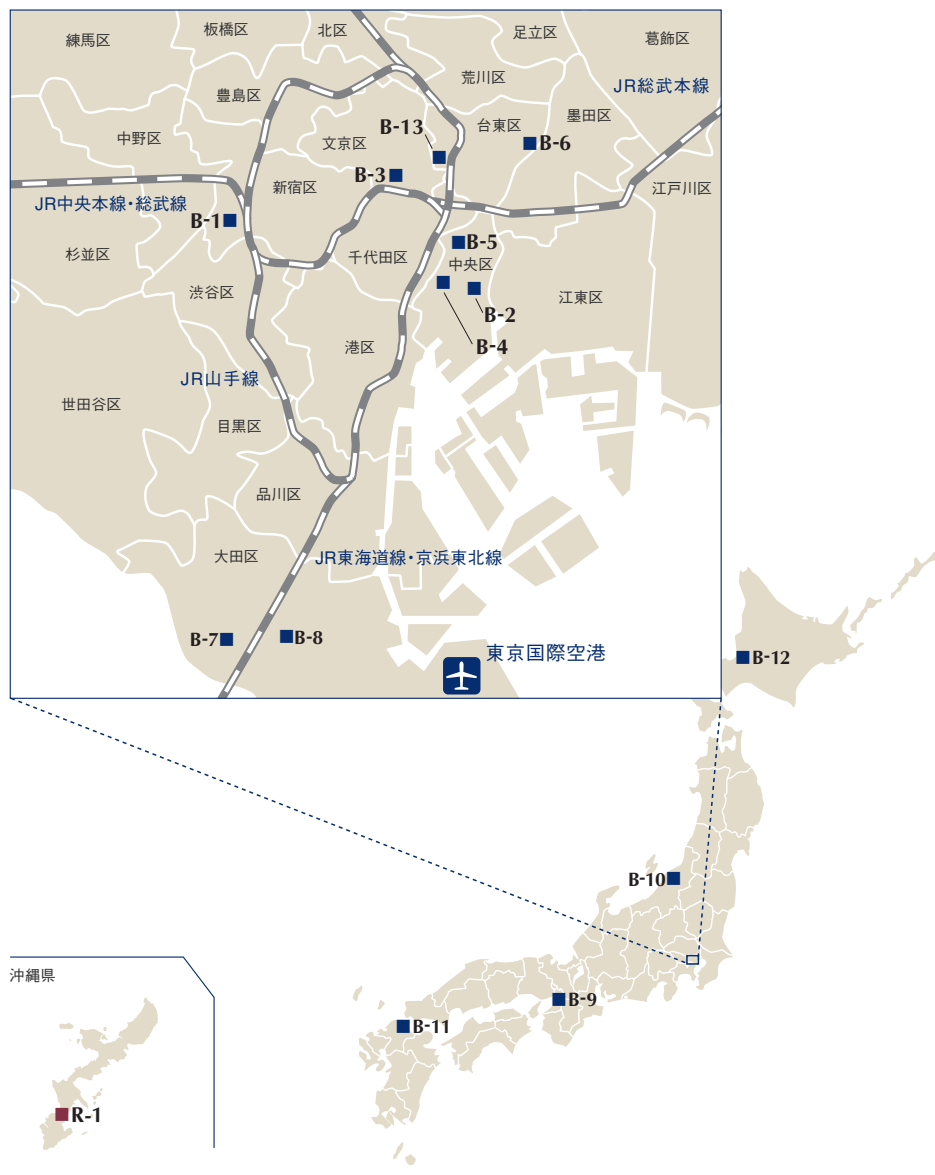 練馬区
板橋区
北区
足立区
葛飾区
豊島区
荒川区
JR総武本線
中野区
文京区
B-13
台東区
墨田区
B-6
B-3
新宿区
江戸川区
JR中央本線・総武線
B-1
杉並区
千代田区
B-5
中央区
渋谷区
江東区
B-2
B-4
港区
JR山手線
世田谷区
目黒区
品川区
大田区
JR東海道線・京浜東北線
B-7
B-8
東京国際空港
B-12
B-10
沖縄県
B-9
B-11
R-1